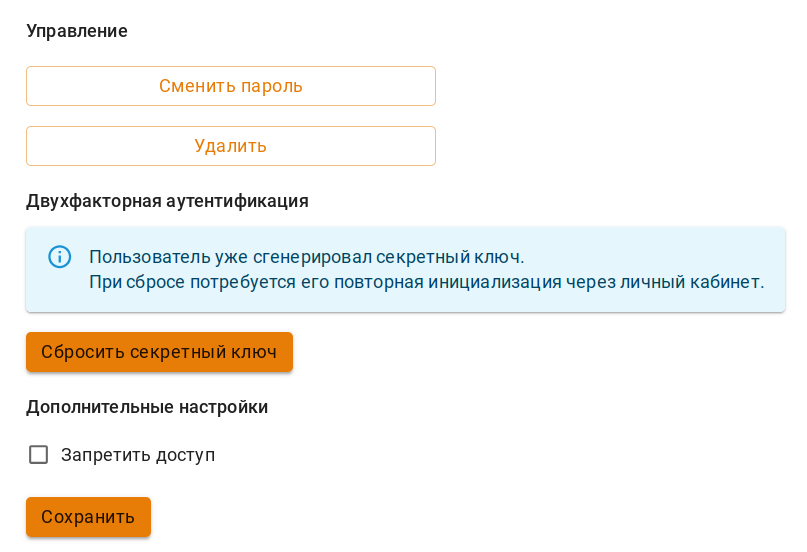 Управление
Сменить пароль
Удалить
Двухфакторная аутентификация
Пользователь уже сгенерировал секретный ключ.
При сбросе потребуется его повторная инициализация через личный кабинет.
Сбросить секретный ключ
Дополнительные настройки
Запретить доступ
Сохранить